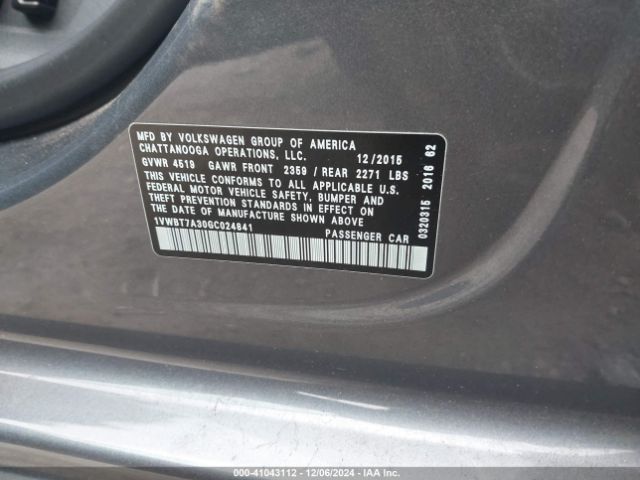 MFD BY VOLKSWAGEN GROUP OF AMERICA
CHATTANOOGA OPERATIONS, LLC. 12/2015
GVWR 4519 GAWR FRONT 2359 / REAR 2271 LBS
THIS VEHICLE CONFORMS TO ALL APPLICABLE U.S.
FEDERAL MOTOR VEHICLE SAFETY, BUMPER AND
THEFT PREVENTION STANDARDS IN EFFECT ON
THE DATE OF MANUFACTURE SHOWN ABOVE
1VWBT7A30GC024841 PASSENGER CAR
0320315 2016 62
000-41043112 - 12/06/2024 - IAA Inc.